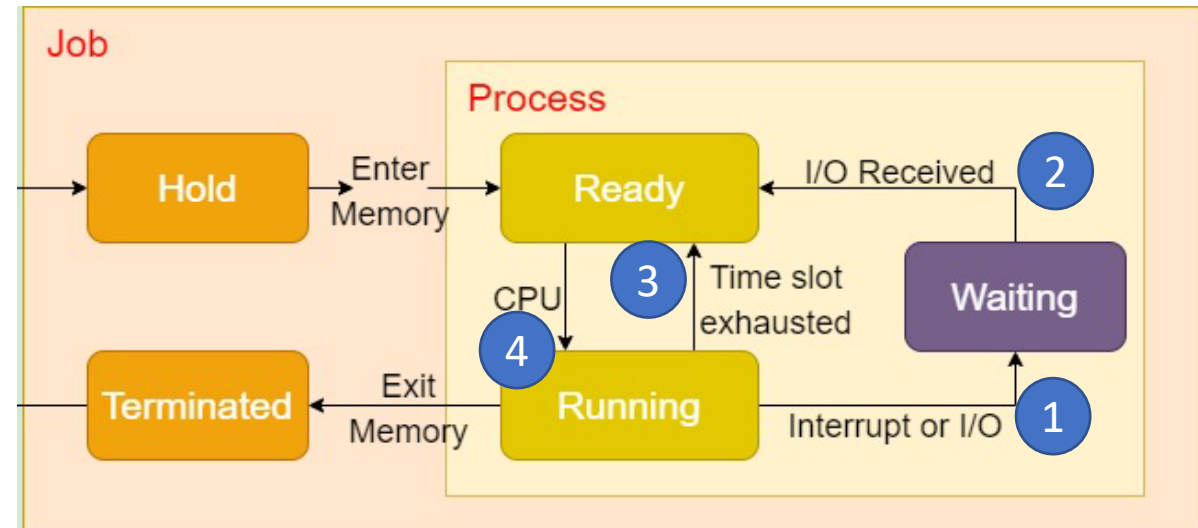 Job
Process
Hold
Enter
Memory
Ready
I/O Received
2
3
CPU
Time slot
exhausted
Waiting
4
Terminated
Exit
Memory
Running
Interrupt or I/O
1